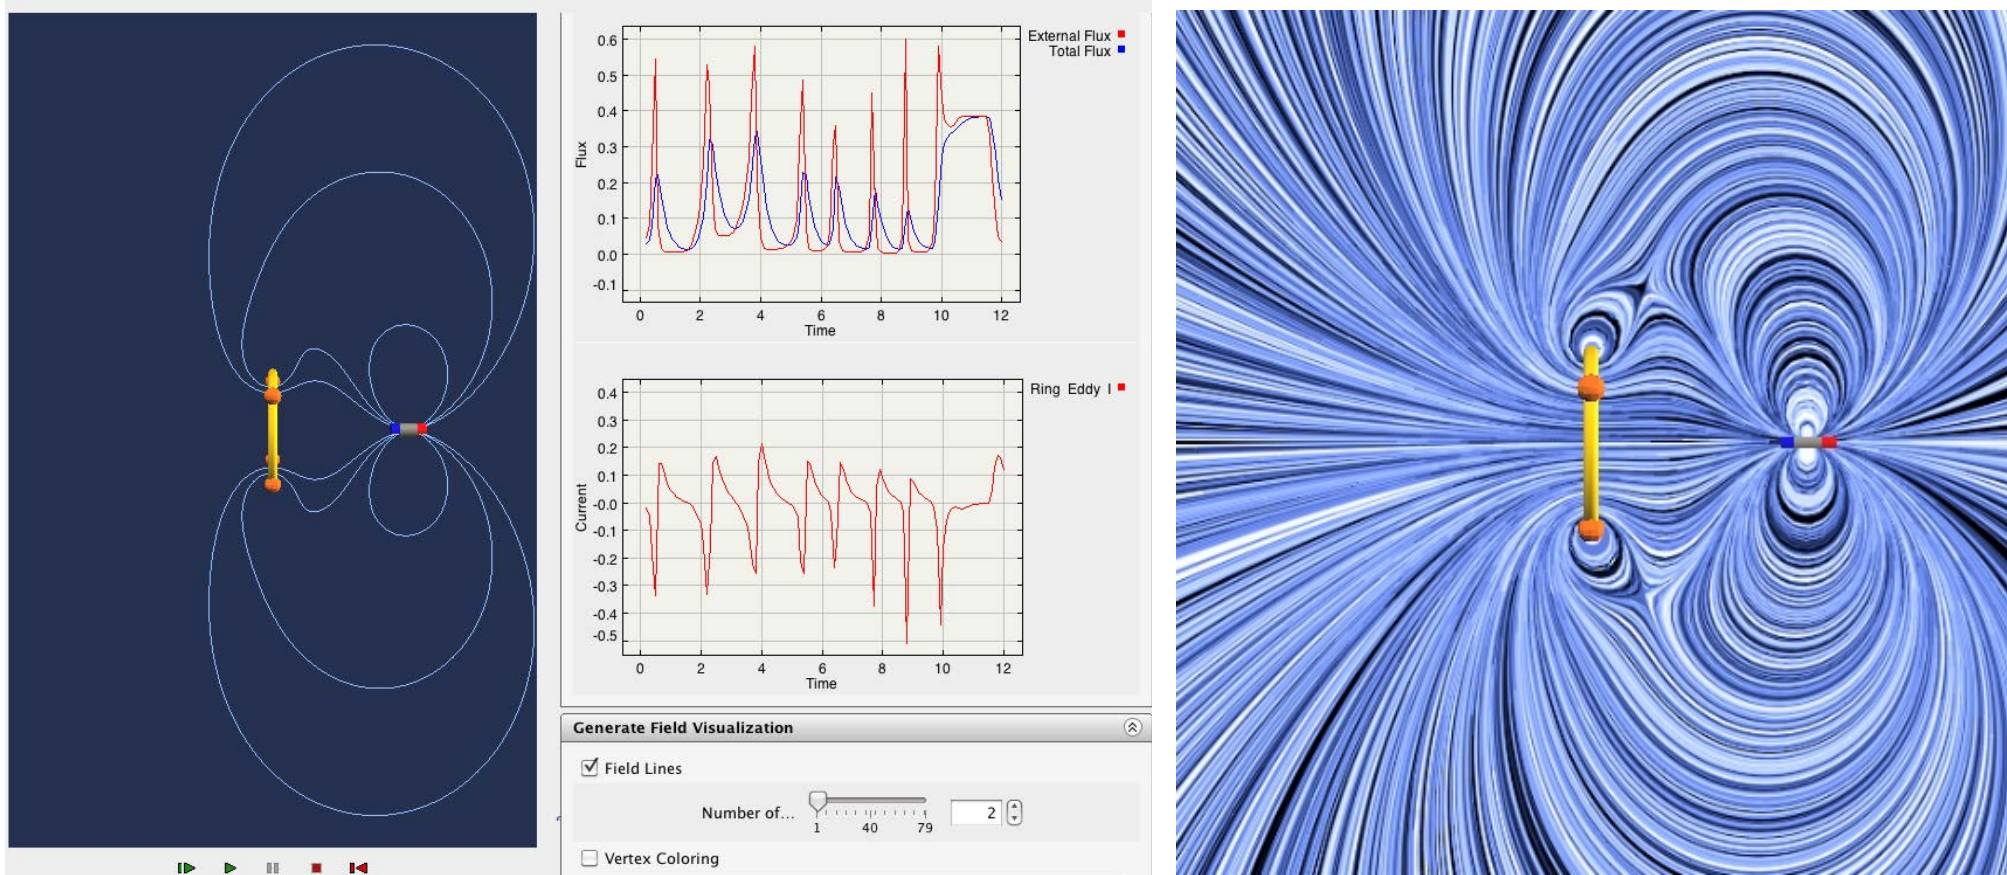 0.6
0.5
0.4
0.3
0.2
0.1
0.0
-0.1
Flux
0 2 4 6 8 10 12
Time
External Flux
Total Flux
0.4
0.3
0.2
0.1
-0.0
-0.1
-0.2
-0.3
-0.4
-0.5
Current
0 2 4 6 8 10 12
Time
Ring Eddy I
Generate Field Visualization
Field Lines
Number of... 2
1 40 79
Vertex Coloring